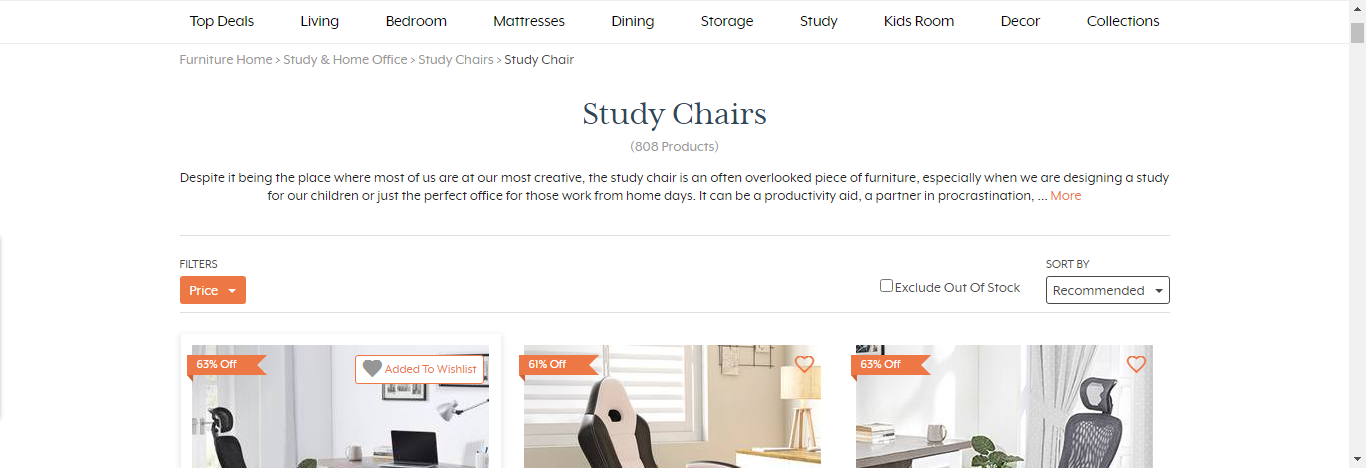 Top Deals Living Bedroom Mattresses Dining Storage Study Kids Room Decor Collections
Furniture Home > Study & Home Office > Study Chairs > Study Chair
Study Chairs
(808 Products)
Despite it being the place where most of us are at our most creative, the study chair is an often overlooked piece of furniture, especially when we are designing a study
for our children or just the perfect office for those work from home days. It can be a productivity aid, a partner in procrastination, ... More
FILTERS
Price
Exclude Out Of Stock
SORT BY
Recommended
63% Off
Added To Wishlist
61% Off
63% Off